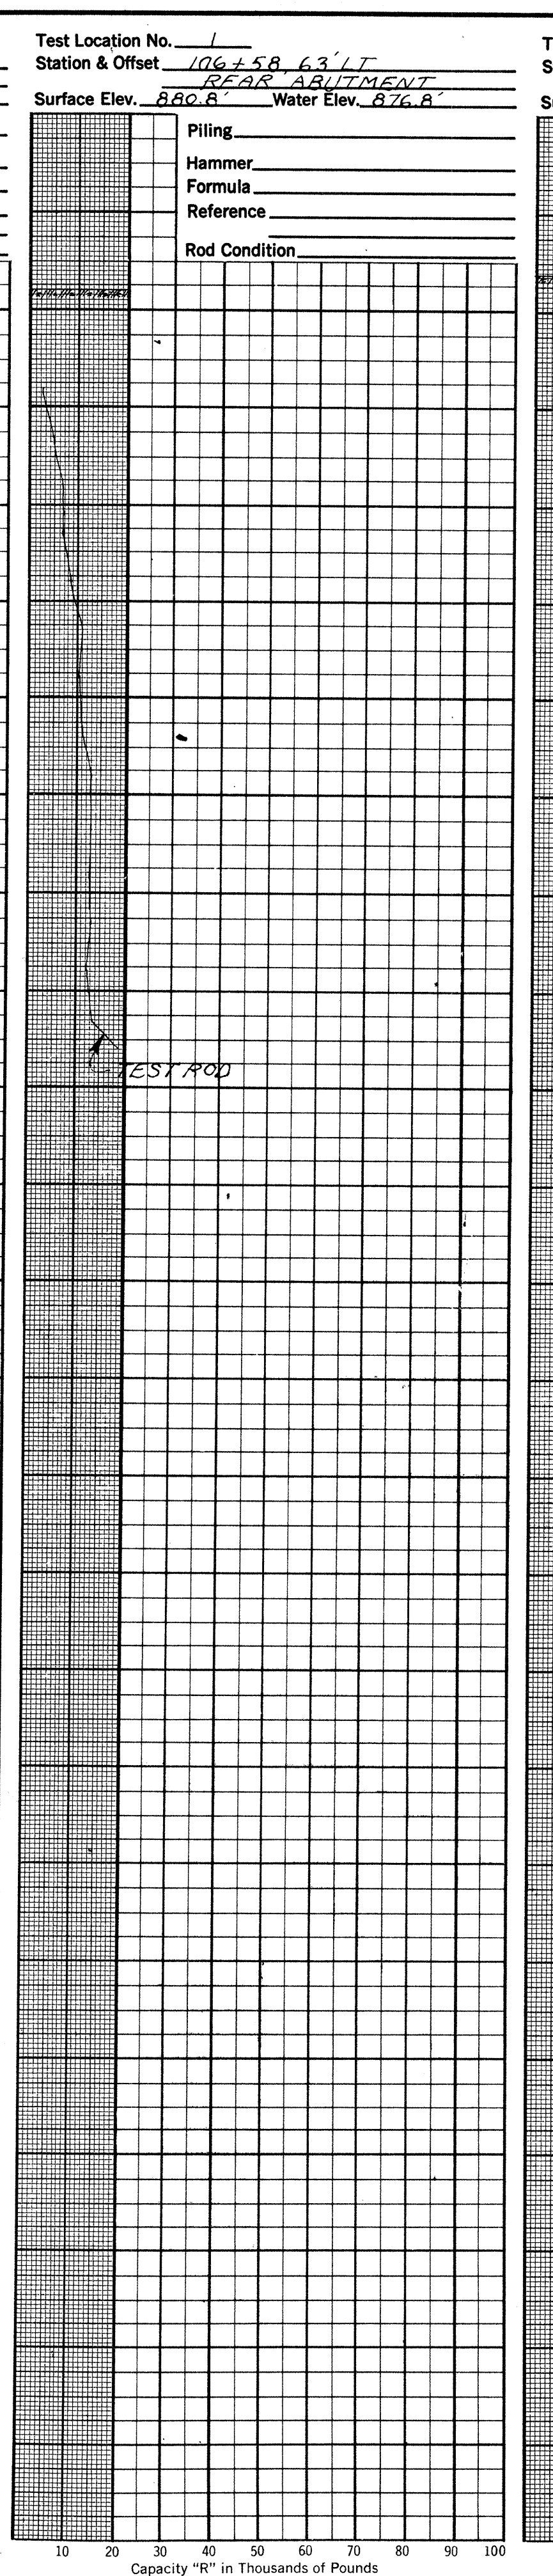 Test Location No. 1
Station & Offset 106+58, 63' LT
REAR ABUTMENT
Surface Elev. 880.8' Water Elev. 876.8'
Piling
Hammer
Formula
Reference
Rod Condition
TEST ROD
10 20 30 40 50 60 70 80 90 100
Capacity "R" in Thousands of Pounds